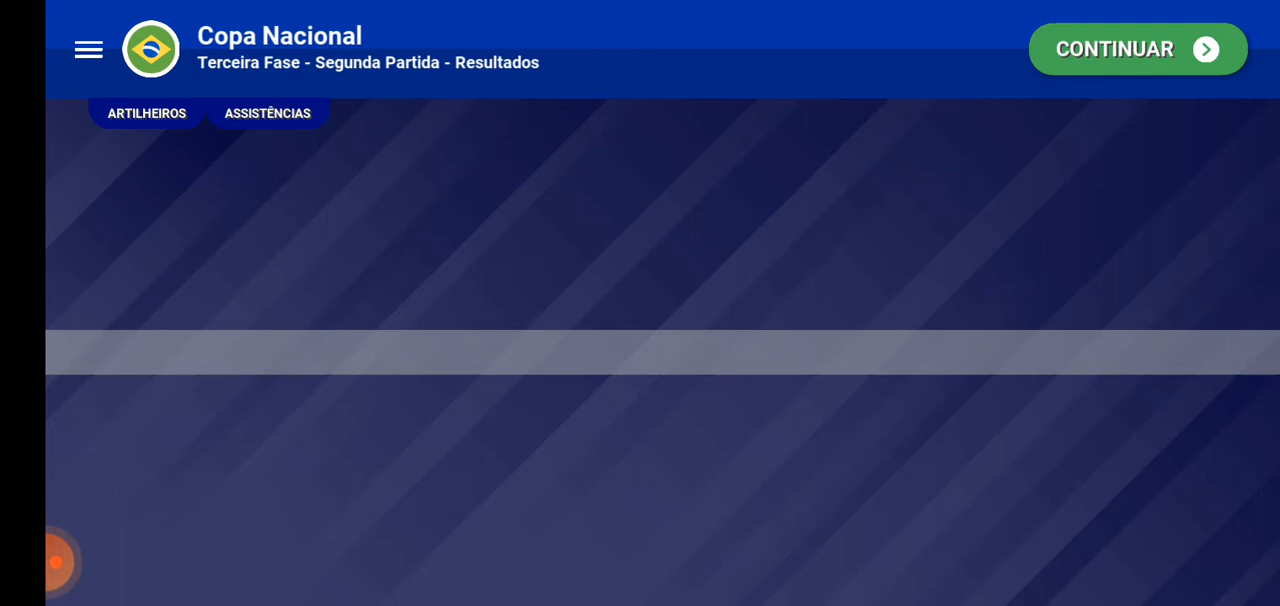 Copa Nacional
Terceira Fase - Segunda Partida - Resultados
CONTINUAR
ARTILHEIROS
ASSISTÊNCIAS